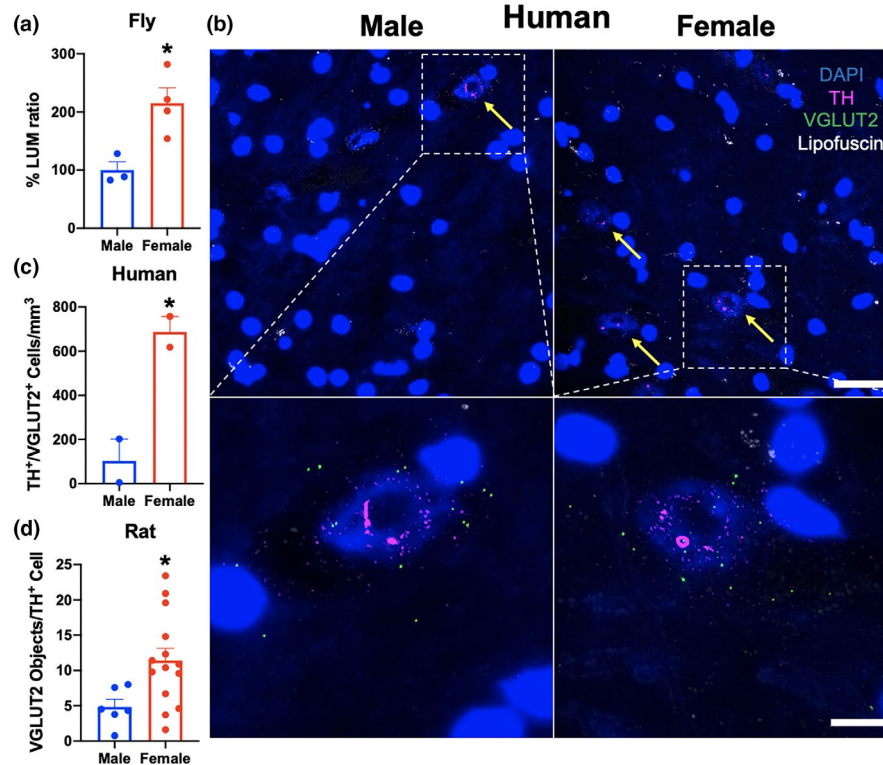 (a)
Fly
% LUM ratio
300
200
100
0
*
Male
Female
(b)
Human
Male
Female
DAPI
TH
VGLUT2
Lipofuscin
(c)
Human
TH⁺/VGLUT2⁺ Cells/mm³
800
600
400
200
0
*
Male
Female
(d)
Rat
VGLUT2 Objects/TH⁺ Cell
25
20
15
10
5
0
*
Male
Female